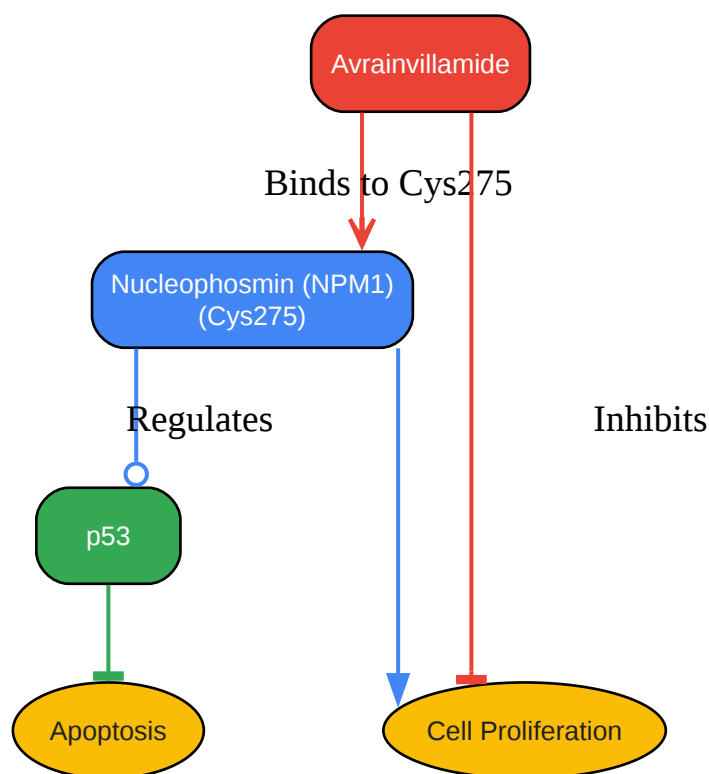 Avrainvillamide
Binds to Cys275
Nucleophosmin (NPM1)
(Cys275)
Regulates
Inhibits
p53
Apoptosis
Cell Proliferation